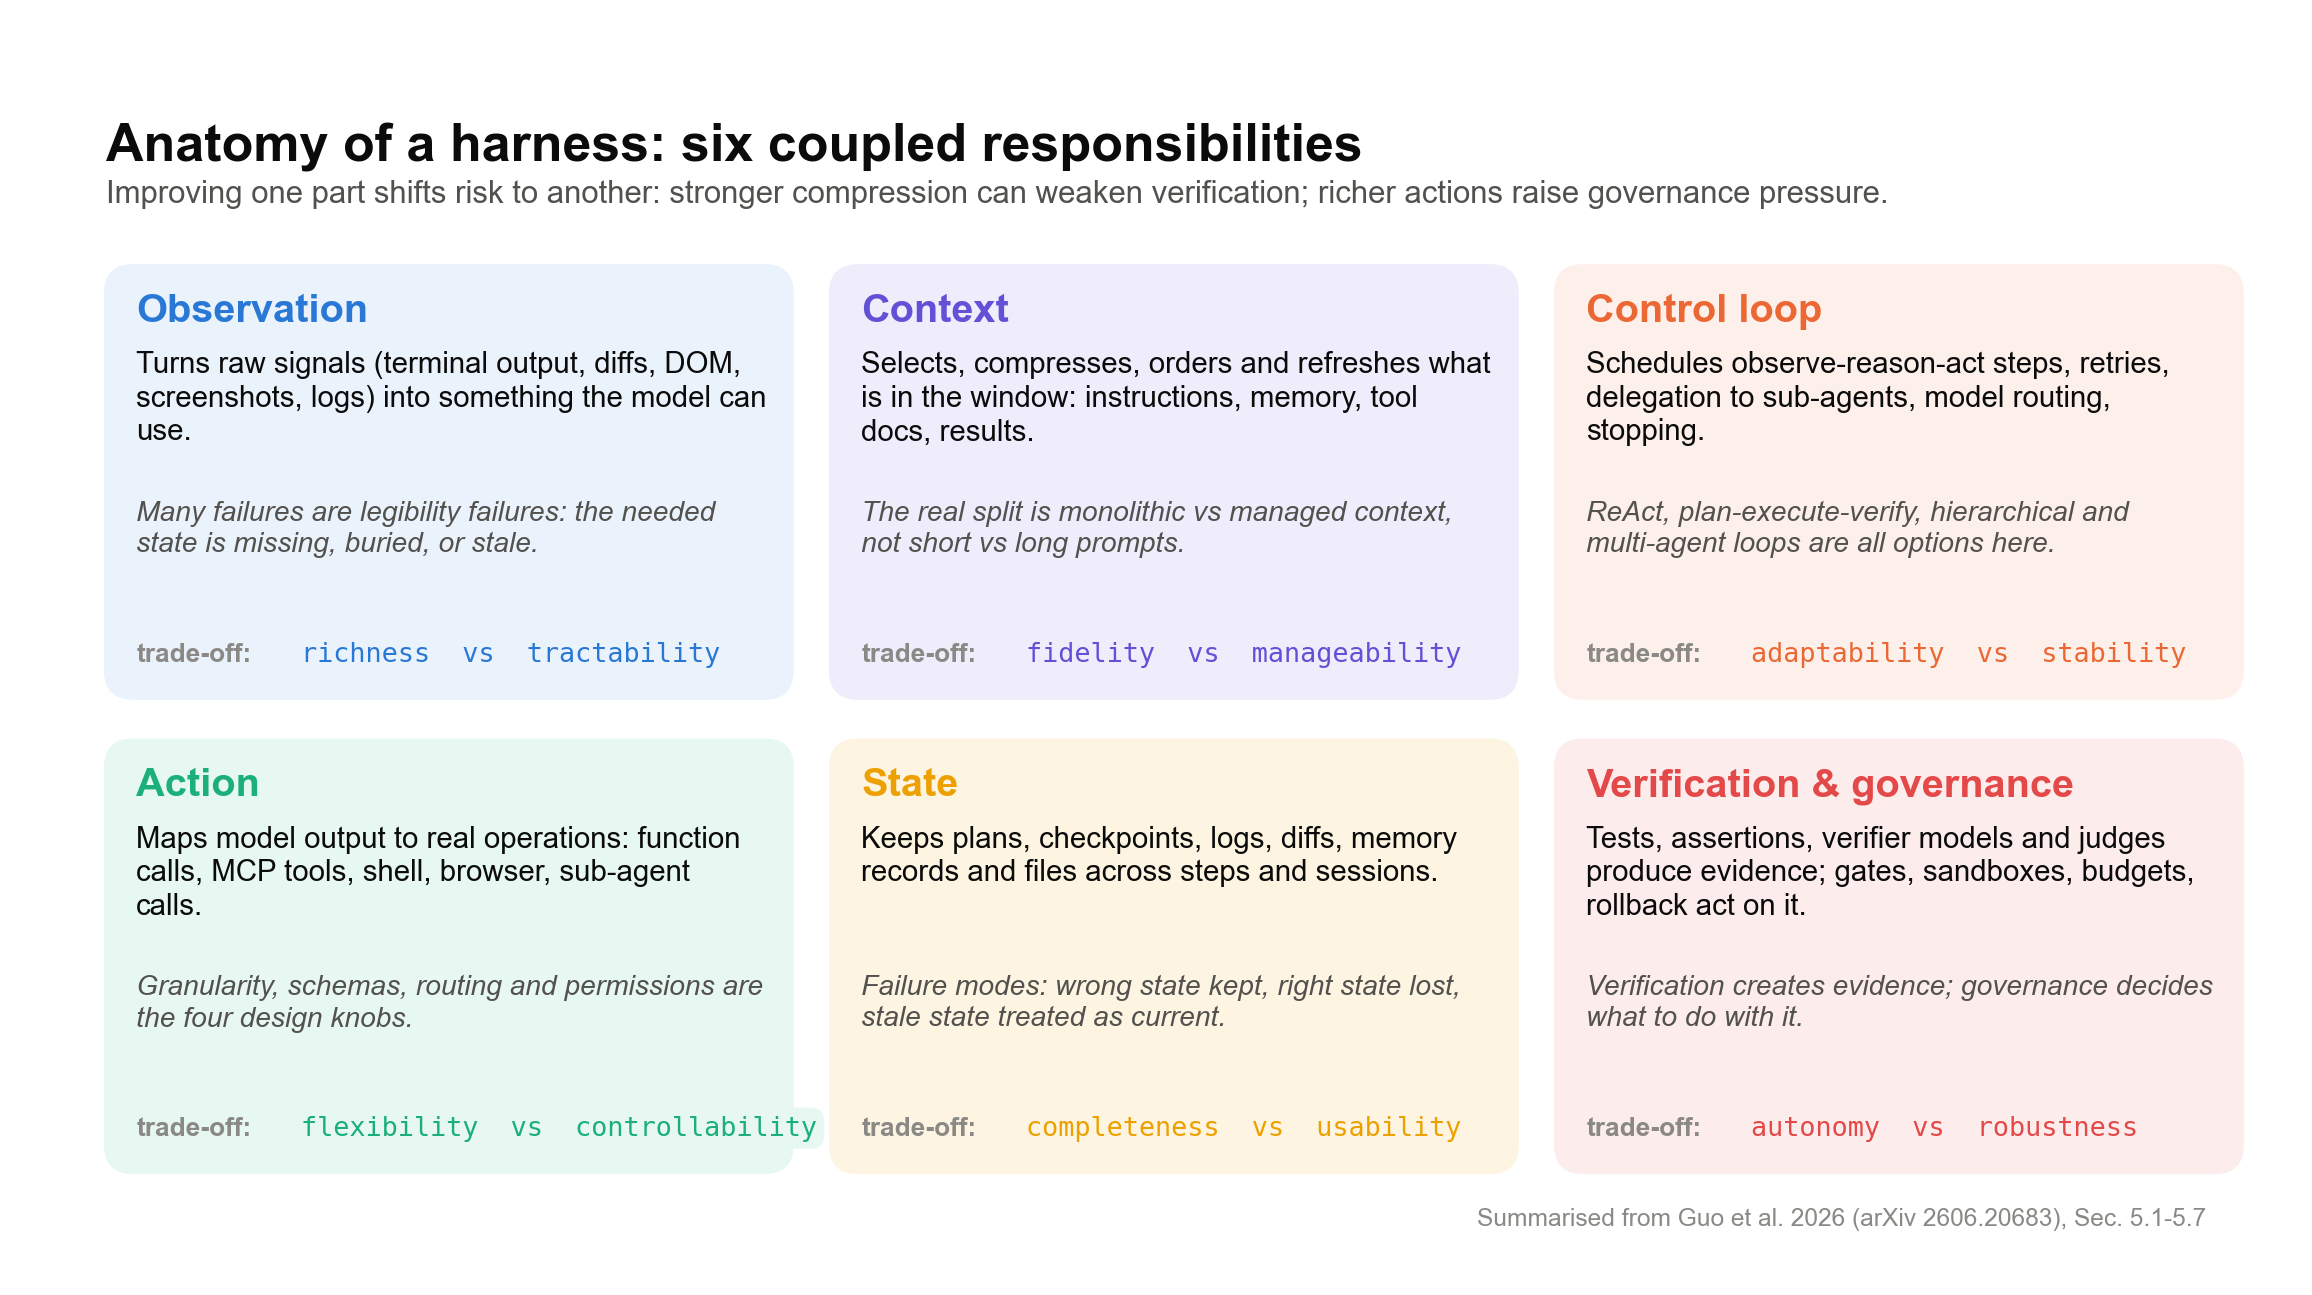 Anatomy of a harness: six coupled responsibilities
Improving one part shifts risk to another: stronger compression can weaken verification; richer actions raise governance pressure.
Observation
Turns raw signals (terminal output, diffs, DOM,
screenshots, logs) into something the model can
use.
Many failures are legibility failures: the needed
state is missing, buried, or stale.
trade-off: richness vs tractability
Context
Selects, compresses, orders and refreshes what
is in the window: instructions, memory, tool
docs, results.
The real split is monolithic vs managed context,
not short vs long prompts.
trade-off: fidelity vs manageability
Control loop
Schedules observe-reason-act steps, retries,
delegation to sub-agents, model routing,
stopping.
ReAct, plan-execute-verify, hierarchical and
multi-agent loops are all options here.
trade-off: adaptability vs stability
Action
Maps model output to real operations: function
calls, MCP tools, shell, browser, sub-agent
calls.
Granularity, schemas, routing and permissions are
the four design knobs.
trade-off: flexibility vs controllability
State
Keeps plans, checkpoints, logs, diffs, memory
records and files across steps and sessions.
Failure modes: wrong state kept, right state lost,
stale state treated as current.
trade-off: completeness vs usability
Verification & governance
Tests, assertions, verifier models and judges
produce evidence; gates, sandboxes, budgets,
rollback act on it.
Verification creates evidence; governance decides
what to do with it.
trade-off: autonomy vs robustness
Summarised from Guo et al. 2026 (arXiv 2606.20683), Sec. 5.1-5.7